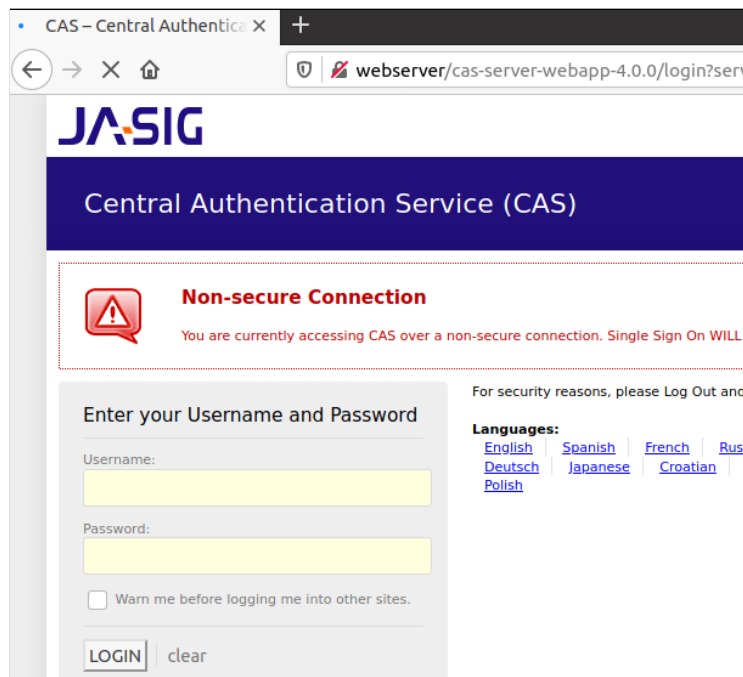 CAS – Central Authentica
webserver/cas-server-webapp-4.0.0/login?serv
JA-SIG
Central Authentication Service (CAS)
Non-secure Connection
You are currently accessing CAS over a non-secure connection. Single Sign On WILL
For security reasons, please Log Out and
Enter your Username and Password
Languages:
English Spanish French Rus
Deutsch Japanese Croatian
Polish
Username:
Password:
Warn me before logging me into other sites.
LOGIN clear